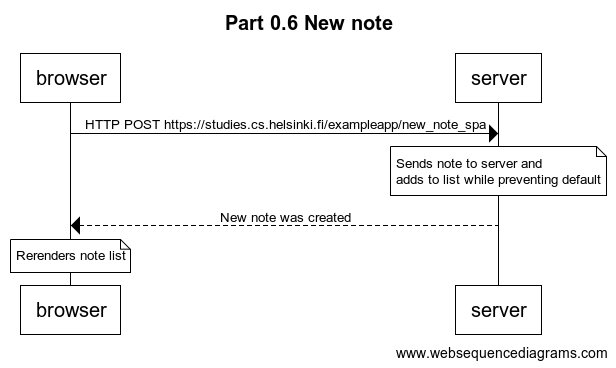 Part 0.6 New note
browser
server
HTTP POST https://studies.cs.helsinki.fi/exampleapp/new_note_spa
Sends note to server and
adds to list while preventing default
New note was created
Rerenders note list
browser
server
www.websequencediagrams.com